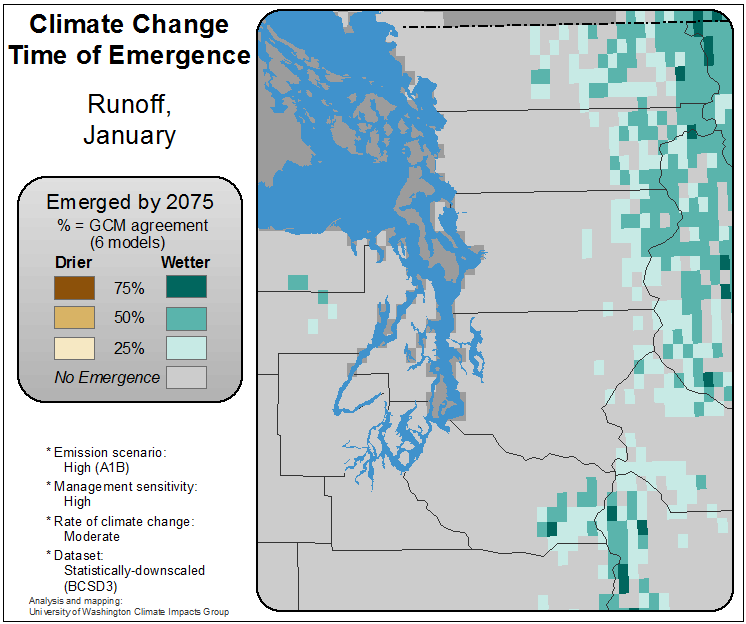 Climate Change
Time of Emergence
Runoff,
January
Emerged by 2075
% = GCM agreement
(6 models)
Drier Wetter
75%
50%
25%
No Emergence
* Emission scenario:
High (A1B)
* Management sensitivity:
High
* Rate of climate change:
Moderate
* Dataset:
Statistically-downscaled
(BCSD3)
Analysis and mapping:
University of Washington Climate Impacts Group